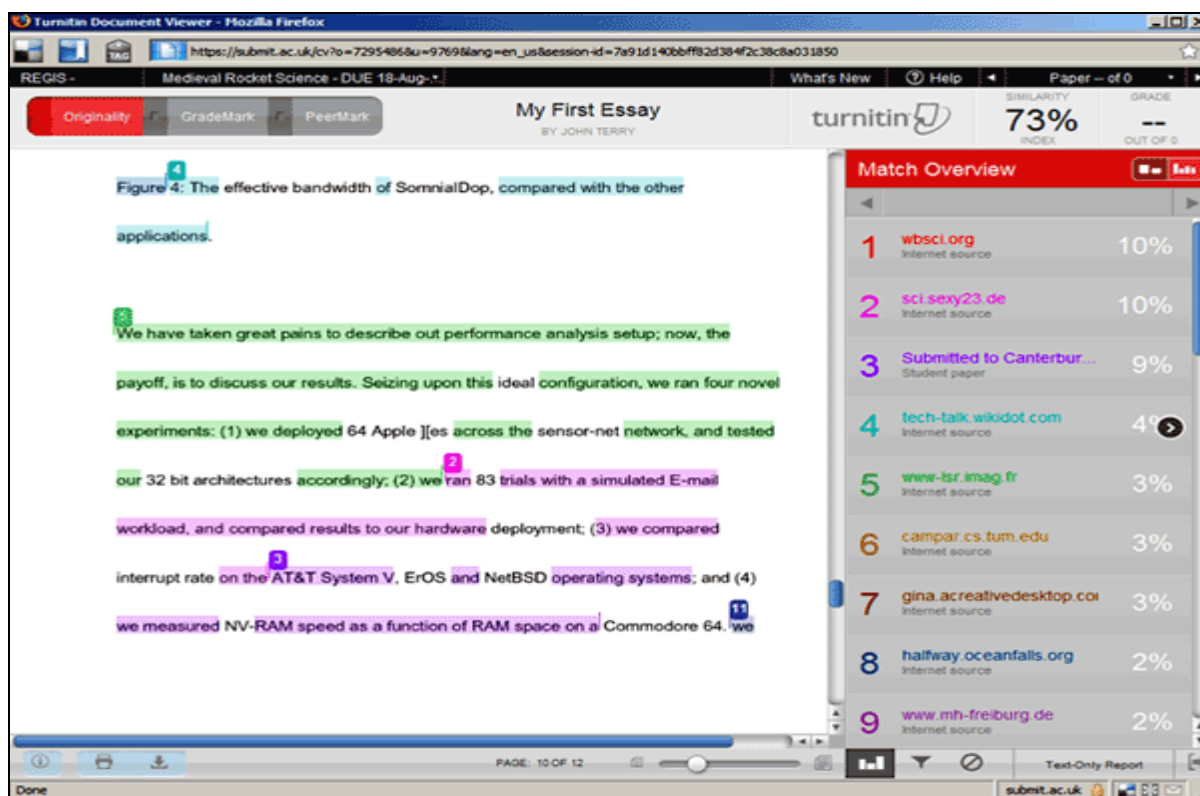 Turnitin Document Viewer - Mozilla Firefox
https://submit.ac.uk/cv?o=7295486&u=9769&lang=en_us&session-id=7a91d140bbff82d384f2c38c8a031850
REGIS - Medieval Rocket Science - DUE 18-Aug-... What's New ? Help Paper -- of 0
Originality GradeMark PeerMark
My First Essay
BY JOHN TERRY
turnitin
SIMILARITY
73%
INDEX
GRADE
--
OUT OF 0
4
Figure 4: The effective bandwidth of SomnialDop, compared with the other
applications.
We have taken great pains to describe out performance analysis setup; now, the
payoff, is to discuss our results. Seizing upon this ideal configuration, we ran four novel
experiments: (1) we deployed 64 Apple ][es across the sensor-net network, and tested
2
our 32 bit architectures accordingly; (2) we ran 83 trials with a simulated E-mail
workload, and compared results to our hardware deployment; (3) we compared
3
interrupt rate on the AT&T System V, ErOS and NetBSD operating systems; and (4)
11
we measured NV-RAM speed as a function of RAM space on a Commodore 64. we
Match Overview
1 wbsci.org 10%
Internet source
2 sci.sexy23.de 10%
Internet source
3 Submitted to Canterbur... 9%
Student paper
4 tech-talk.wikidot.com 4%
Internet source
5 www-lsr.imag.fr 3%
Internet source
6 campar.cs.tum.edu 3%
Internet source
7 gina.acreativedesktop.co 3%
Internet source
8 halfway.oceanfalls.org 2%
Internet source
9 www.mh-freiburg.de 2%
Internet source
PAGE: 10 OF 12
Text-Only Report
Done
submit.ac.uk